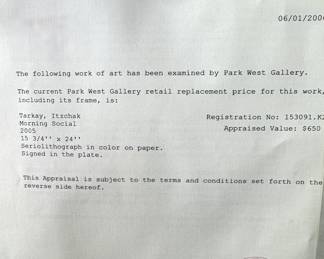 06/01/200
The following work of art has been examined by Park West Gallery.
The current Park West Gallery retail replacement price for this work,
including its frame, is:
Tarkay, Itzchak
Registration No: 153091.K
Morning Social
Appraised Value: $650
2005
15 3/4'' x 24''
Seriolithograph in color on paper.
Signed in the plate.
This Appraisal is subject to the terms and conditions set forth on the
reverse side hereof.